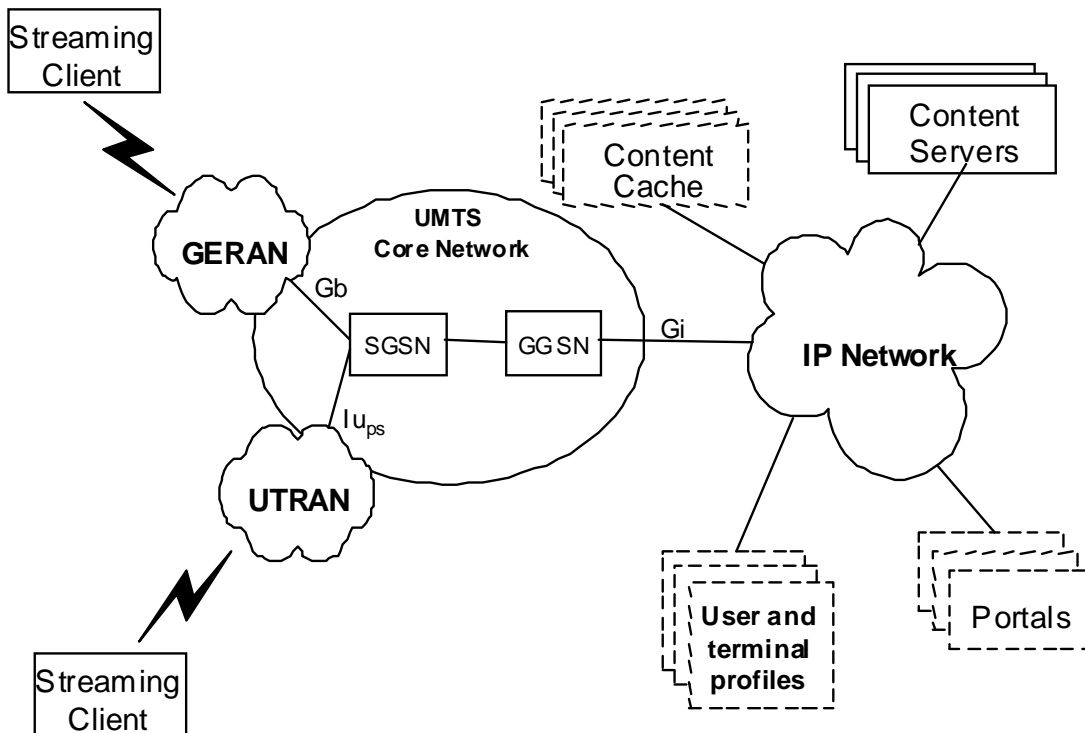 Streaming
Client
Content
Servers
Content
Cache
UMTS
Core Network
GERAN
Gb
SGSN
GGSN
Gi
IP Network
Iups
UTRAN
User and
terminal
profiles
Portals
Streaming
Client